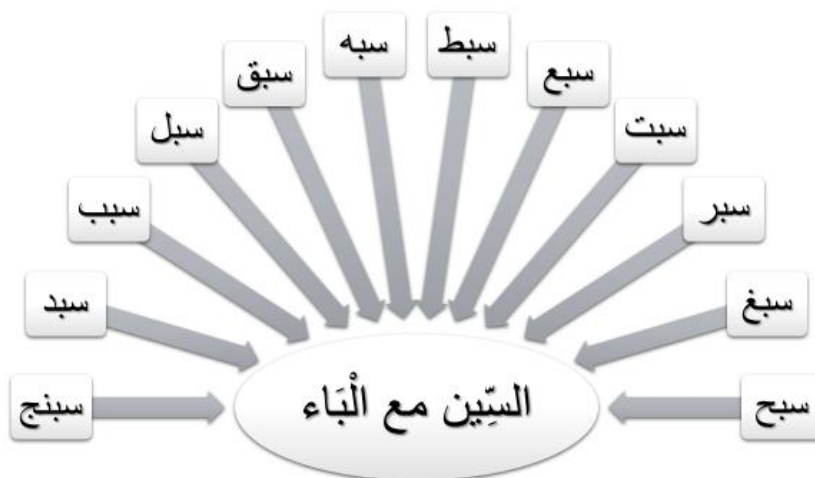 سبح
سبغ
سبر
سبت
سبع
سبط
سبه
سبق
سبل
سبب
سبد
سبنج
السِّين مع الْبَاء